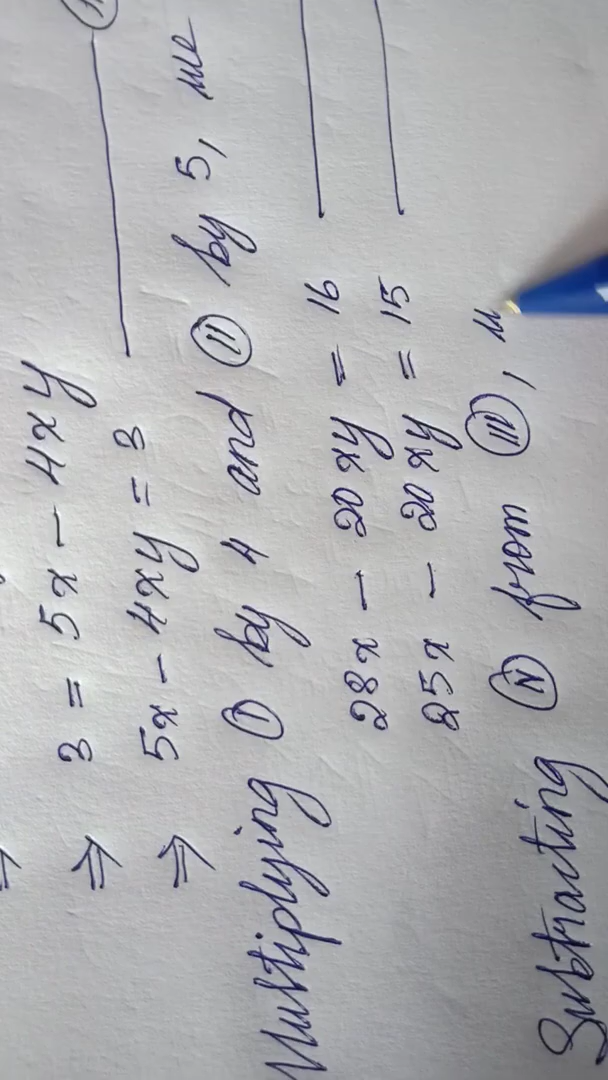 ⇒ 3 = 5x - 4xy
⇒ 5x - 4xy = 3
Multiplying (I) by 4 and (II) by 5, we
28x - 20xy = 16
25x - 20xy = 15
Subtracting (IV) from (III),